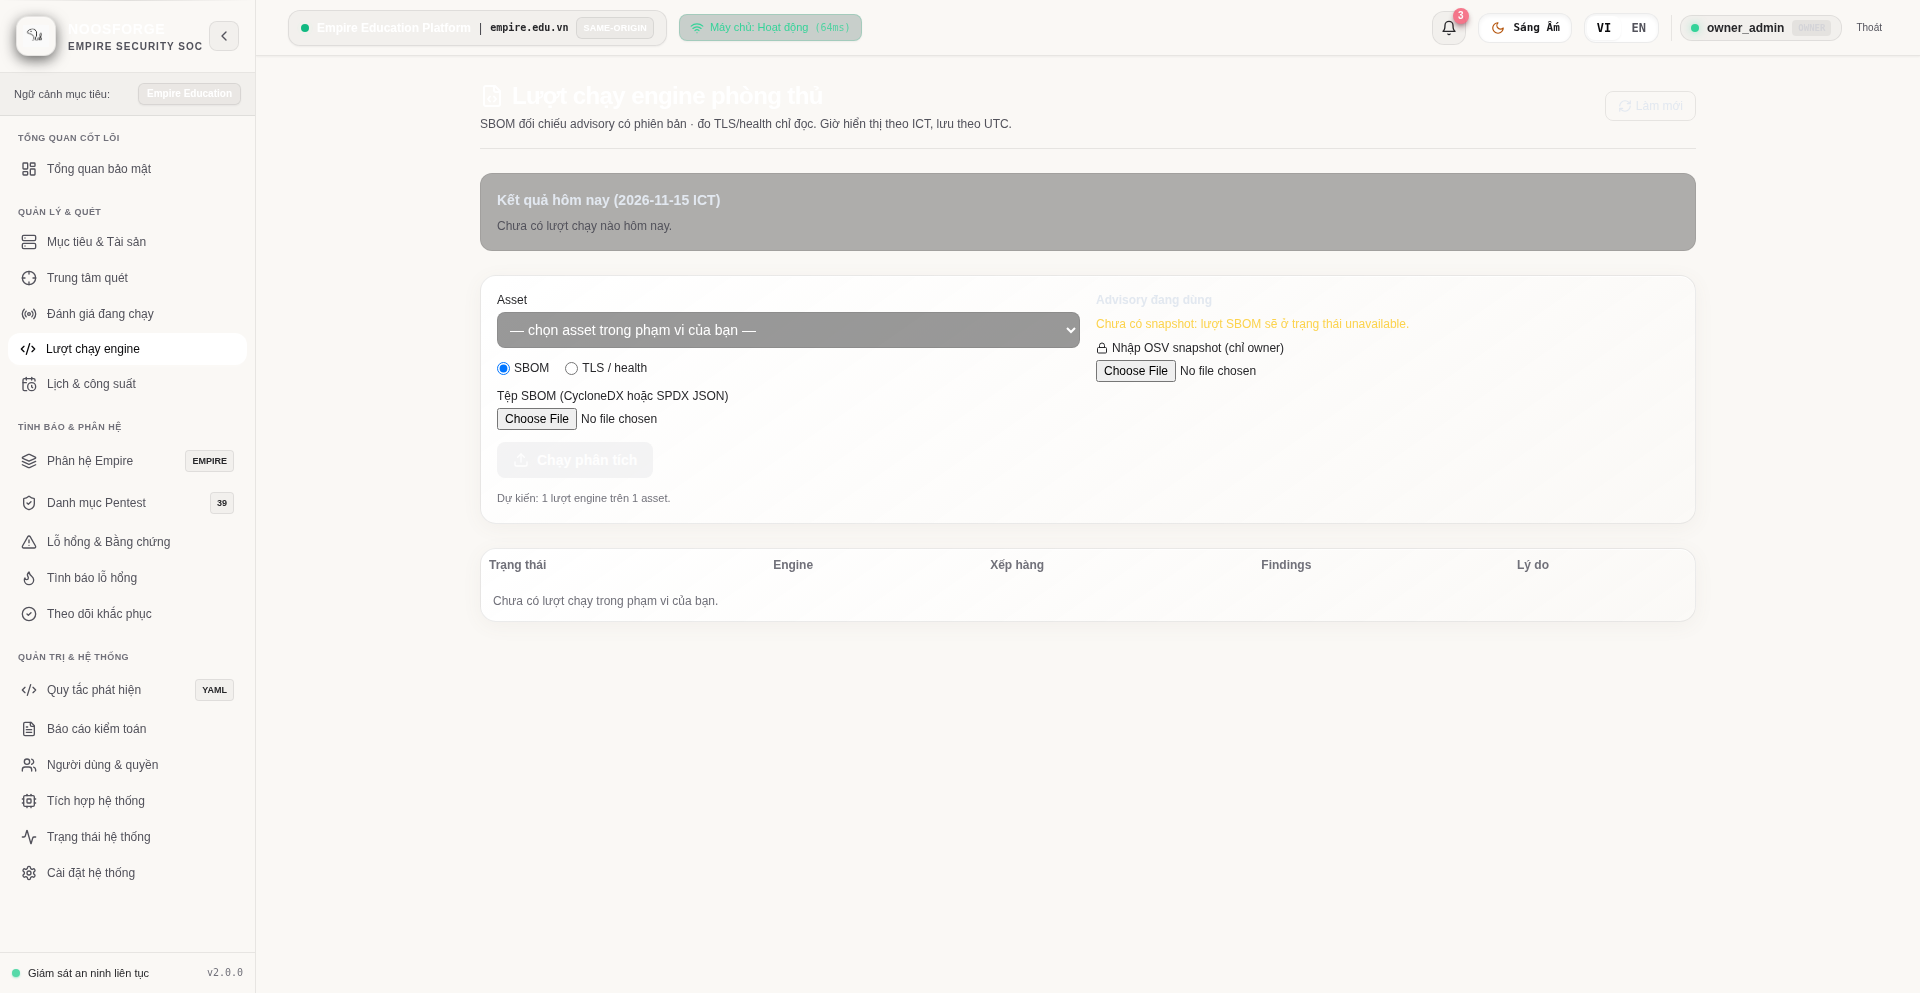 NOOSFORGE
EMPIRE SECURITY SOC
Ngữ cảnh mục tiêu:
Empire Education
TỔNG QUAN CỐT LÕI
Tổng quan bảo mật
QUẢN LÝ & QUÉT
Mục tiêu & Tài sản
Trung tâm quét
Đánh giá đang chạy
Lượt chạy engine
Lịch & công suất
TÌNH BÁO & PHÂN HỆ
Phân hệ Empire
EMPIRE
Danh mục Pentest
39
Lỗ hổng & Bằng chứng
Tình báo lỗ hổng
Theo dõi khắc phục
QUẢN TRỊ & HỆ THỐNG
Quy tắc phát hiện
YAML
Báo cáo kiểm toán
Người dùng & quyền
Tích hợp hệ thống
Trạng thái hệ thống
Cài đặt hệ thống
Giám sát an ninh liên tục
v2.0.0
Empire Education Platform | empire.edu.vn SAME-ORIGIN
Máy chủ: Hoạt động (64ms)
3
Sáng Ấm
VI EN
owner_admin OWNER
Thoát
Lượt chạy engine phòng thủ
SBOM đối chiếu advisory có phiên bản · đo TLS/health chỉ đọc. Giờ hiển thị theo ICT, lưu theo UTC.
Làm mới
Kết quả hôm nay (2026-11-15 ICT)
Chưa có lượt chạy nào hôm nay.
Asset
— chọn asset trong phạm vi của bạn —
SBOM TLS / health
Tệp SBOM (CycloneDX hoặc SPDX JSON)
Choose File No file chosen
Chạy phân tích
Dự kiến: 1 lượt engine trên 1 asset.
Advisory đang dùng
Chưa có snapshot: lượt SBOM sẽ ở trạng thái unavailable.
Nhập OSV snapshot (chỉ owner)
Choose File No file chosen
Trạng thái Engine Xếp hàng Findings Lý do
Chưa có lượt chạy trong phạm vi của bạn.